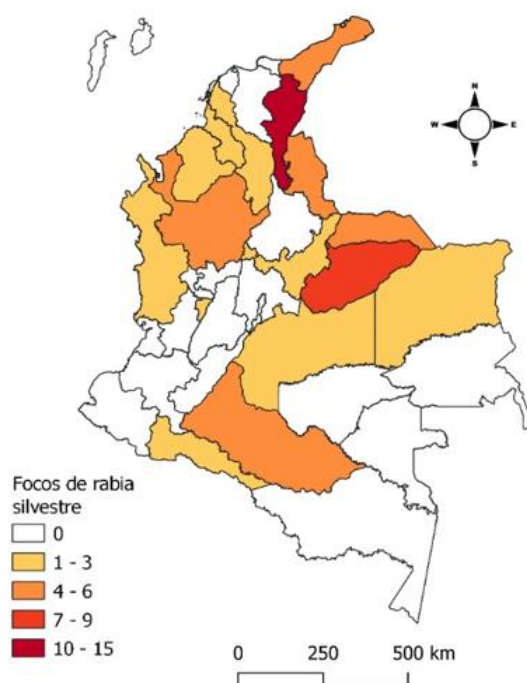 N
W E
S
Focos de rabia
silvestre
0
1 - 3
4 - 6
7 - 9
10 - 15
0 250 500 km